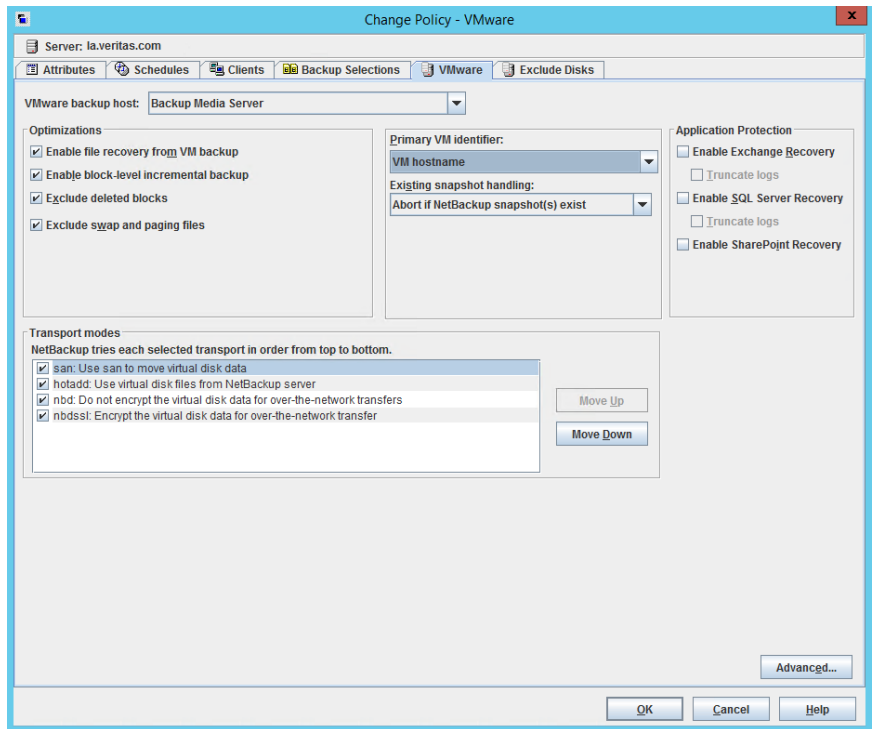 Change Policy - VMware
x
Server: la.veritas.com
Attributes Schedules Clients Backup Selections VMware Exclude Disks
VMware backup host: Backup Media Server
Optimizations
Enable file recovery from VM backup
Enable block-level incremental backup
Exclude deleted blocks
Exclude swap and paging files
Primary VM identifier:
VM hostname
Existing snapshot handling:
Abort if NetBackup snapshot(s) exist
Application Protection
Enable Exchange Recovery
Truncate logs
Enable SQL Server Recovery
Truncate logs
Enable SharePoint Recovery
Transport modes
NetBackup tries each selected transport in order from top to bottom.
san: Use san to move virtual disk data
hotadd: Use virtual disk files from NetBackup server
nbd: Do not encrypt the virtual disk data for over-the-network transfers
nbdssl: Encrypt the virtual disk data for over-the-network transfer
Move Up
Move Down
Advanced...
OK Cancel Help